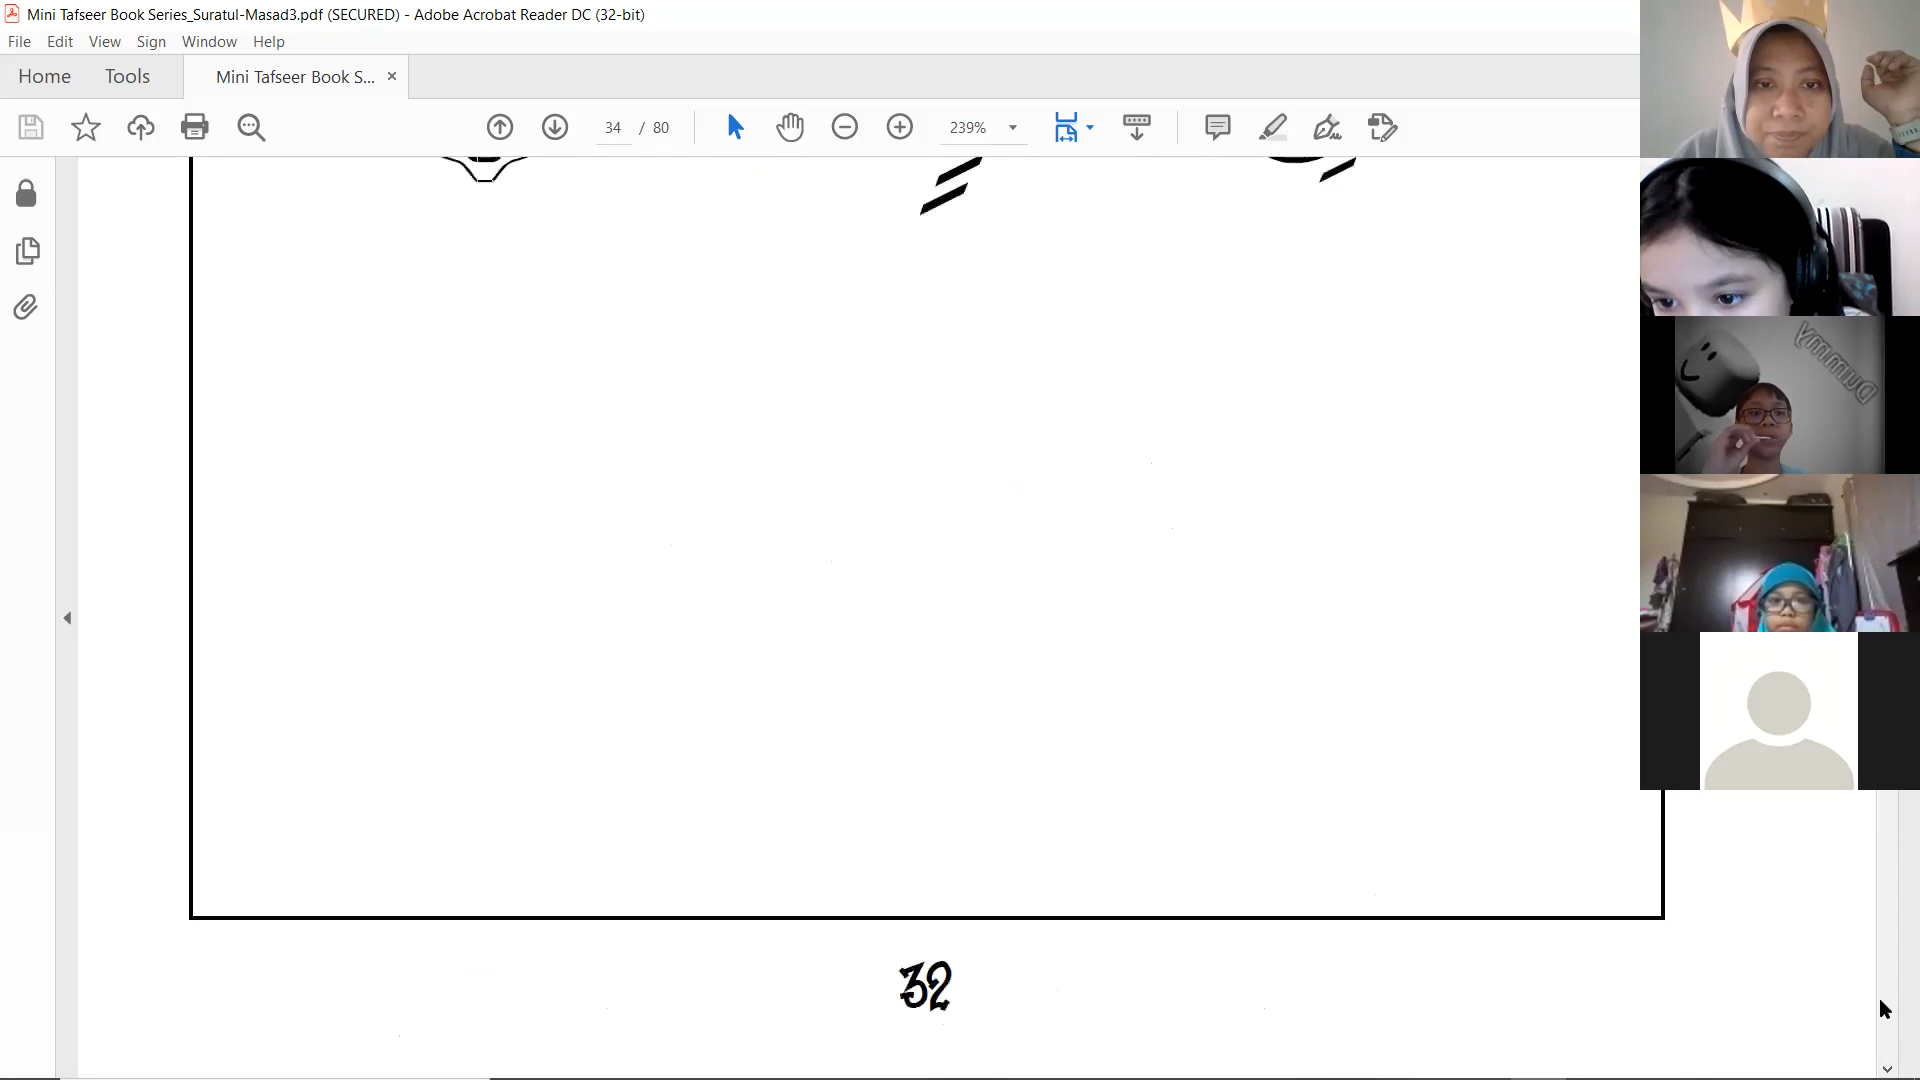 Mini Tafseer Book Series_Suratul-Masad3.pdf (SECURED) - Adobe Acrobat Reader DC (32-bit)
File Edit View Sign Window Help
Home Tools Mini Tafseer Book S... ×
34 / 80 239%
Dummy
32